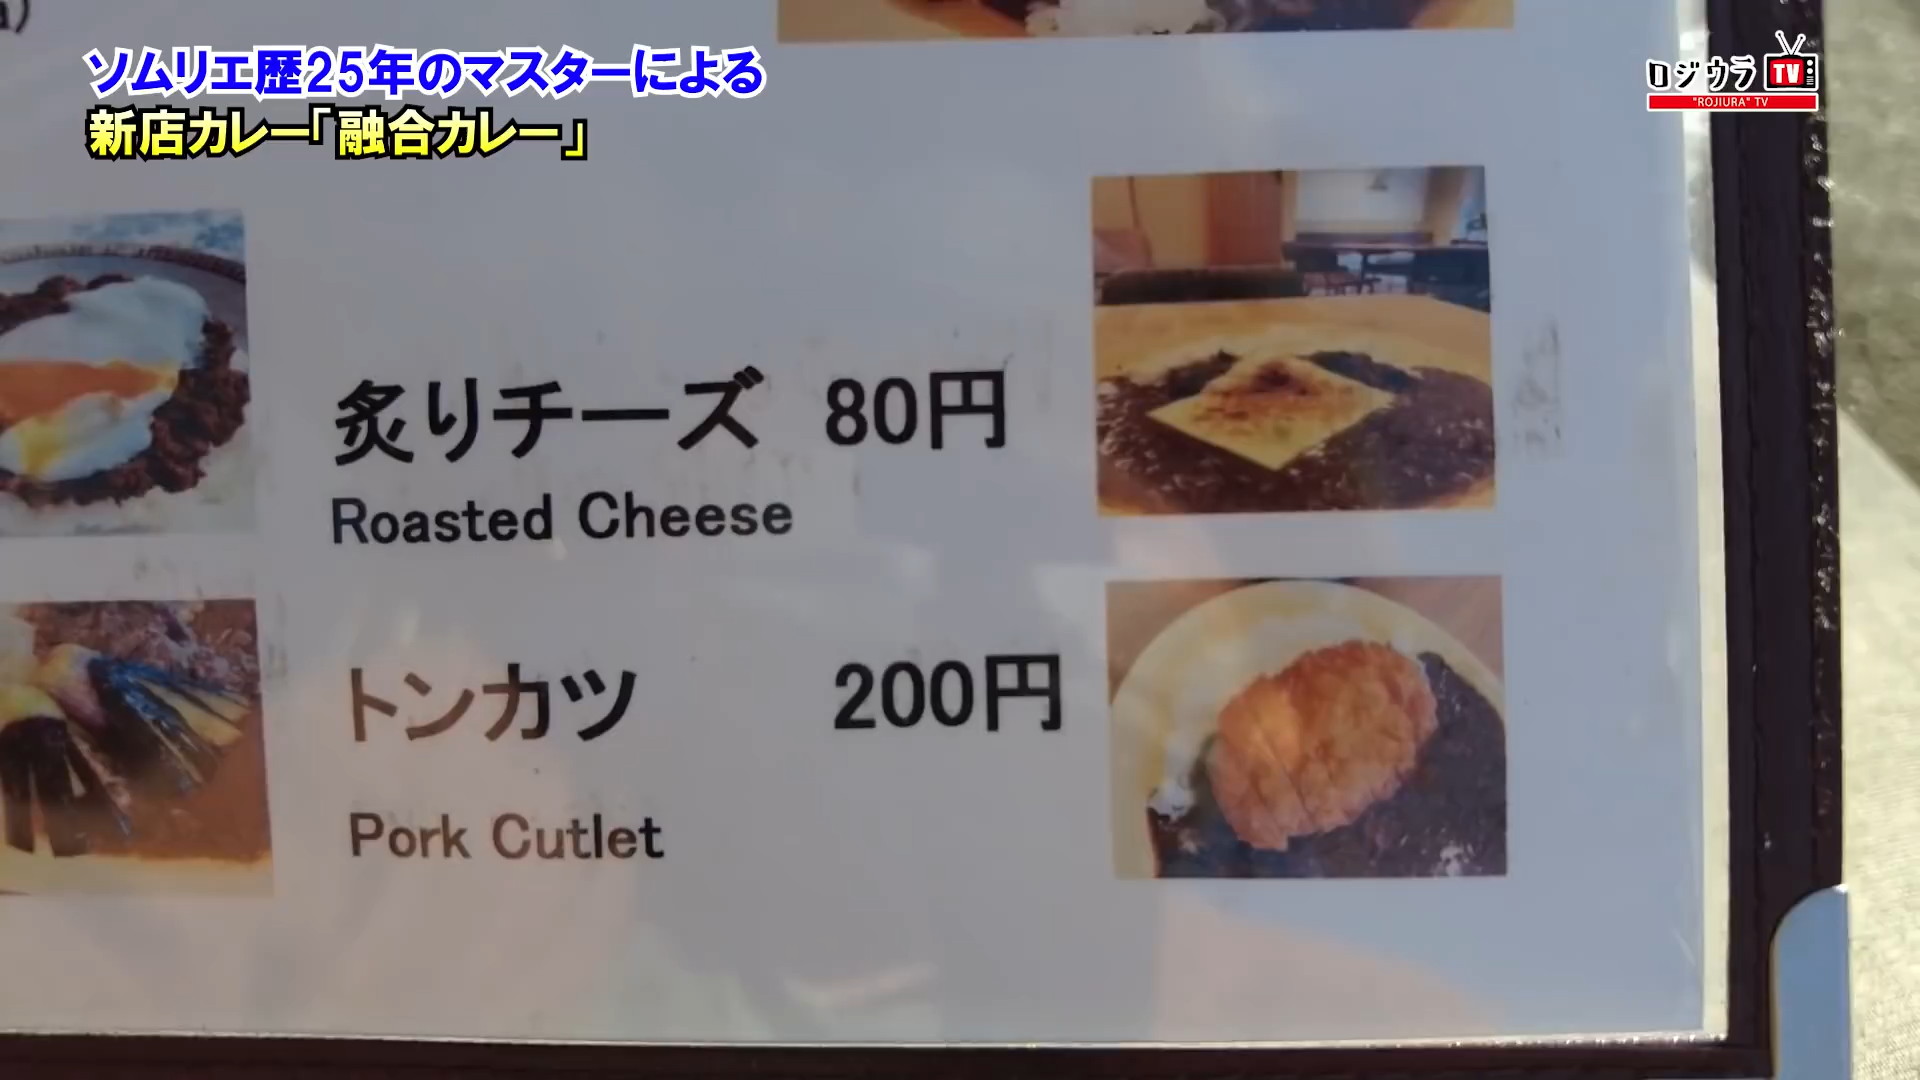 ソムリエ歴25年のマスターによる
新店カレー「融合カレー」
ロジウラTV
"ROJIURA" TV
炙りチーズ 80円
Roasted Cheese
トンカツ 200円
Pork Cutlet